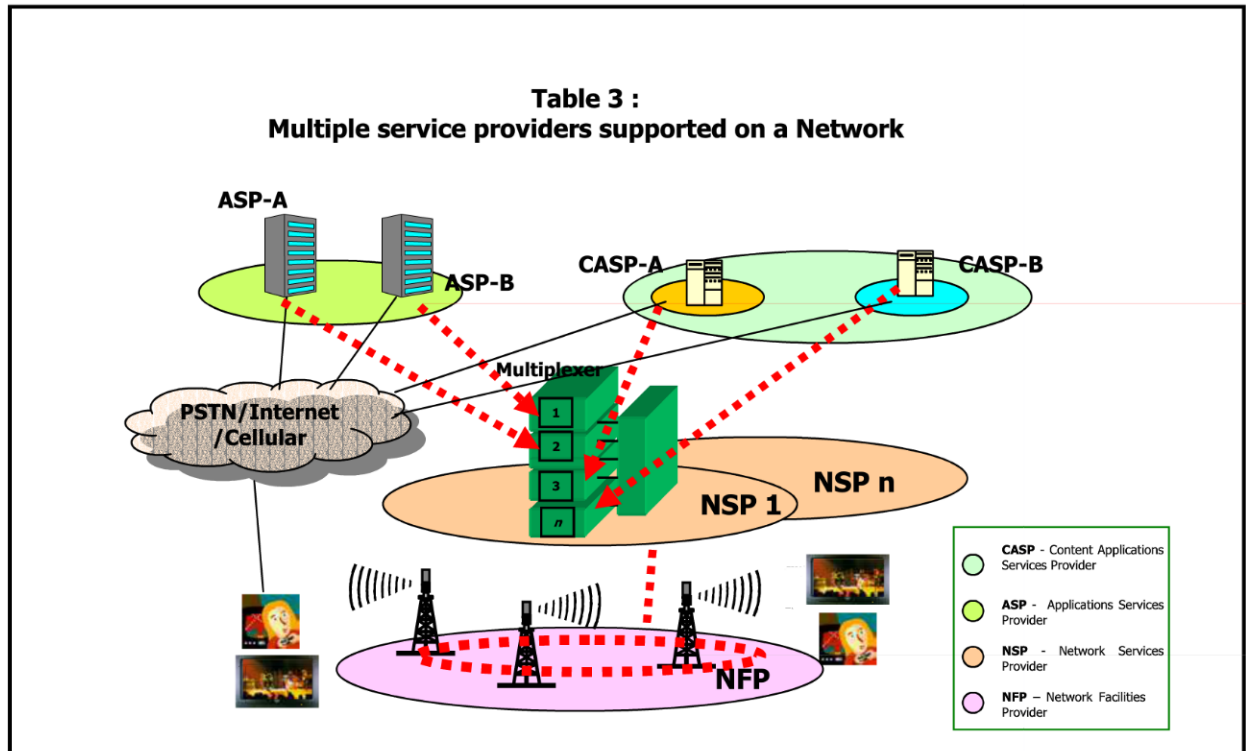 Table 3 :
Multiple service providers supported on a Network
ASP-A
ASP-B
CASP-A
CASP-B
Multiplexer
PSTN/Internet
/Cellular
1
2
3
n
NSP 1
NSP n
NFP
CASP - Content Applications
Services Provider
ASP - Applications Services
Provider
NSP - Network Services
Provider
NFP – Network Facilities
Provider